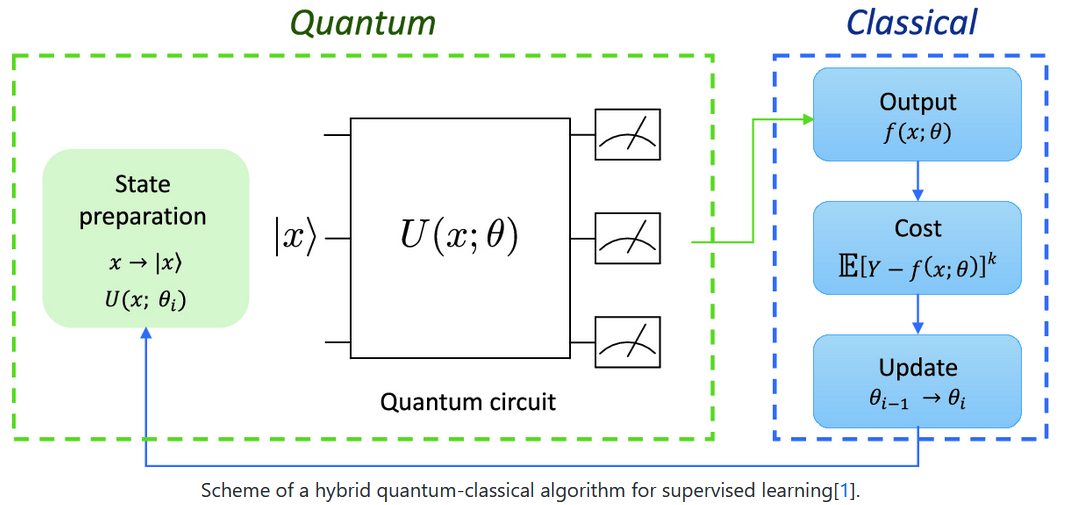 Quantum
Classical
State
preparation
x → |x⟩
U(x; θᵢ)
|x⟩
U(x; θ)
Quantum circuit
Output
f(x; θ)
Cost
𝔼[Y − f(x; θ)]ᵏ
Update
θᵢ₋₁ → θᵢ
Scheme of a hybrid quantum-classical algorithm for supervised learning[1].